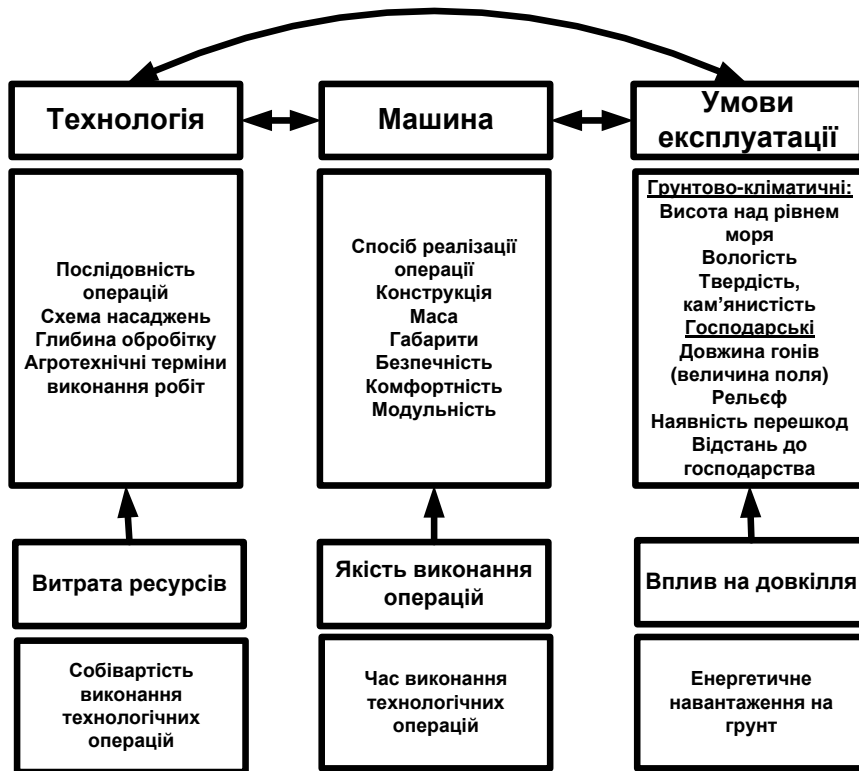 Технологія
Машина
Умови
експлуатації
Послідовність
операцій
Схема насаджень
Глибина обробітку
Агротехнічні терміни
виконання робіт
Спосіб реалізації
операції
Конструкція
Маса
Габарити
Безпечність
Комфортність
Модульність
Грунтово-кліматичні:
Висота над рівнем
моря
Вологість
Твердість,
кам’янистість
Господарські
Довжина гонів
(величина поля)
Рельєф
Наявність перешкод
Відстань до
господарства
Витрата ресурсів
Якість виконання
операцій
Вплив на довкілля
Собівартість
виконання
технологічних
операцій
Час виконання
технологічних
операцій
Енергетичне
навантаження на
грунт